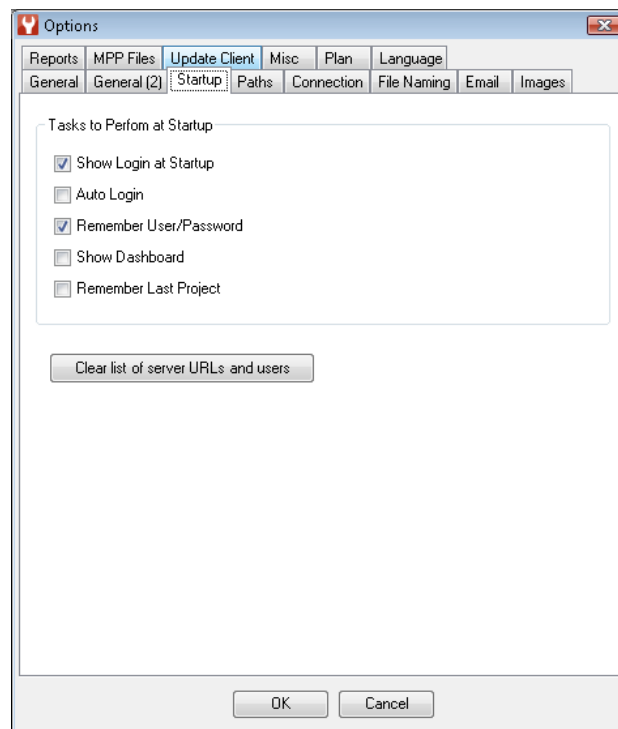 Options
Reports MPP Files Update Client Misc Plan Language
General General (2) Startup Paths Connection File Naming Email Images
Tasks to Perfom at Startup
Show Login at Startup
Auto Login
Remember User/Password
Show Dashboard
Remember Last Project
Clear list of server URLs and users
OK Cancel